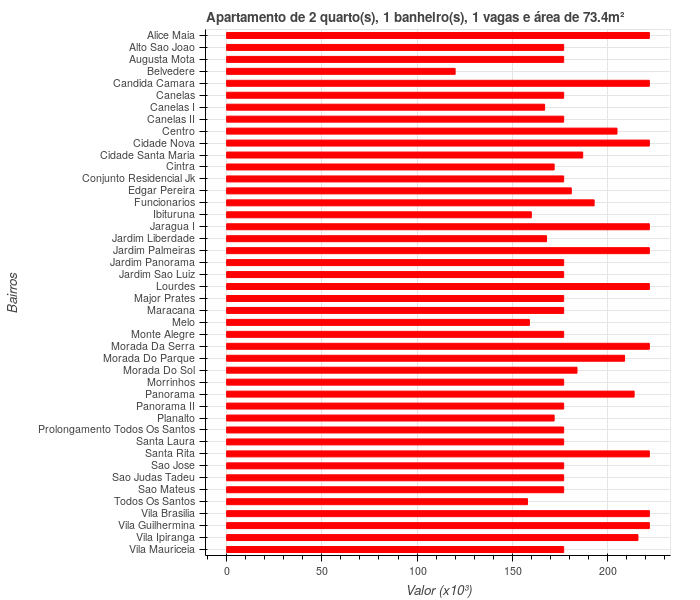 Apartamento de 2 quarto(s), 1 banheiro(s), 1 vagas e área de 73.4m²
Alice Maia
Alto Sao Joao
Augusta Mota
Belvedere
Candida Camara
Canelas
Canelas I
Canelas II
Centro
Cidade Nova
Cidade Santa Maria
Cintra
Conjunto Residencial Jk
Edgar Pereira
Funcionarios
Ibituruna
Jaragua I
Jardim Liberdade
Jardim Palmeiras
Jardim Panorama
Jardim Sao Luiz
Lourdes
Major Prates
Maracana
Melo
Monte Alegre
Morada Da Serra
Morada Do Parque
Morada Do Sol
Morrinhos
Panorama
Panorama II
Planalto
Prolongamento Todos Os Santos
Santa Laura
Santa Rita
Sao Jose
Sao Judas Tadeu
Sao Mateus
Todos Os Santos
Vila Brasilia
Vila Guilhermina
Vila Ipiranga
Vila Mauriceia
Bairros
0 50 100 150 200
Valor (x10³)